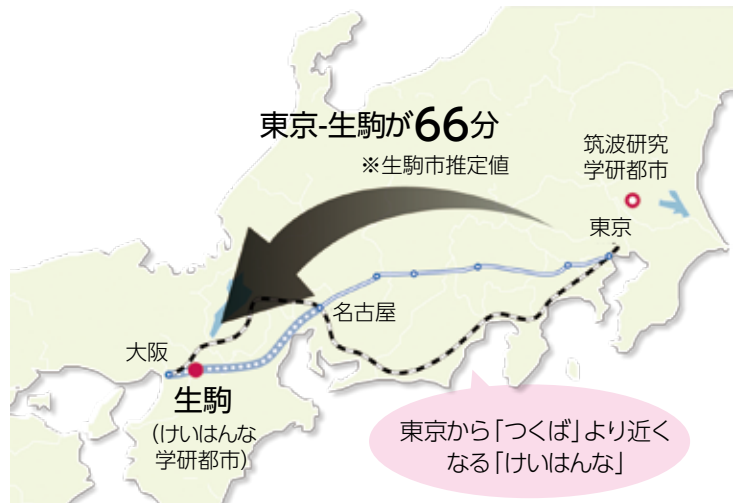 東京-生駒が66分
※生駒市推定値
筑波研究
学研都市
東京
名古屋
大阪
生駒
(けいはんな
学研都市)
東京から「つくば」より近く
なる「けいはんな」